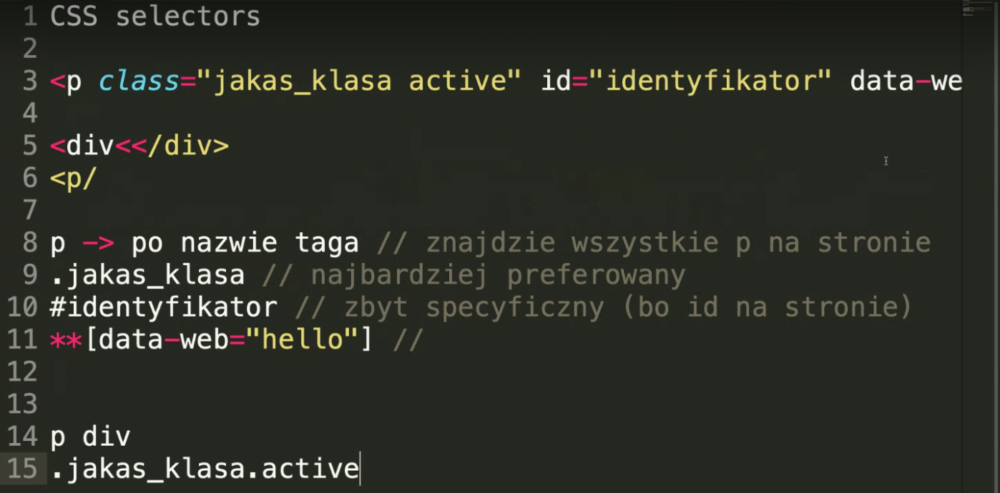 1 CSS selectors
2
3 <p class="jakas_klasa active" id="identyfikator" data-we
4
5 <div<</div>
6 <p/
7
8 p -> po nazwie taga // znajdzie wszystkie p na stronie
9 .jakas_klasa // najbardziej preferowany
10 #identyfikator // zbyt specyficzny (bo id na stronie)
11 **[data-web="hello"] //
12
13
14 p div
15 .jakas_klasa.active